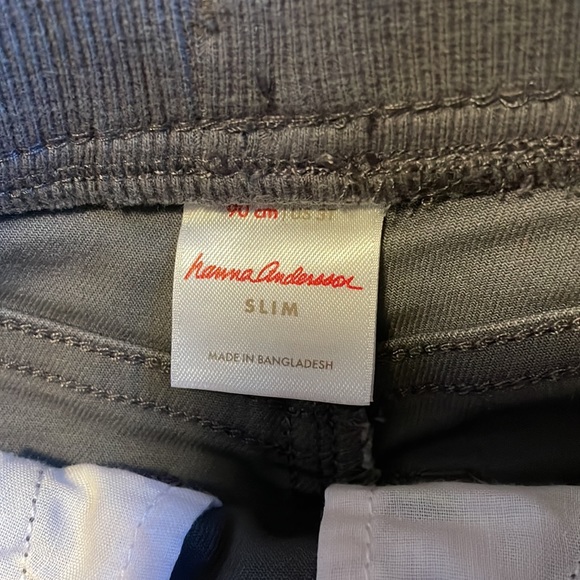 90 cm | US 3T
hanna Andersson
SLIM
MADE IN BANGLADESH